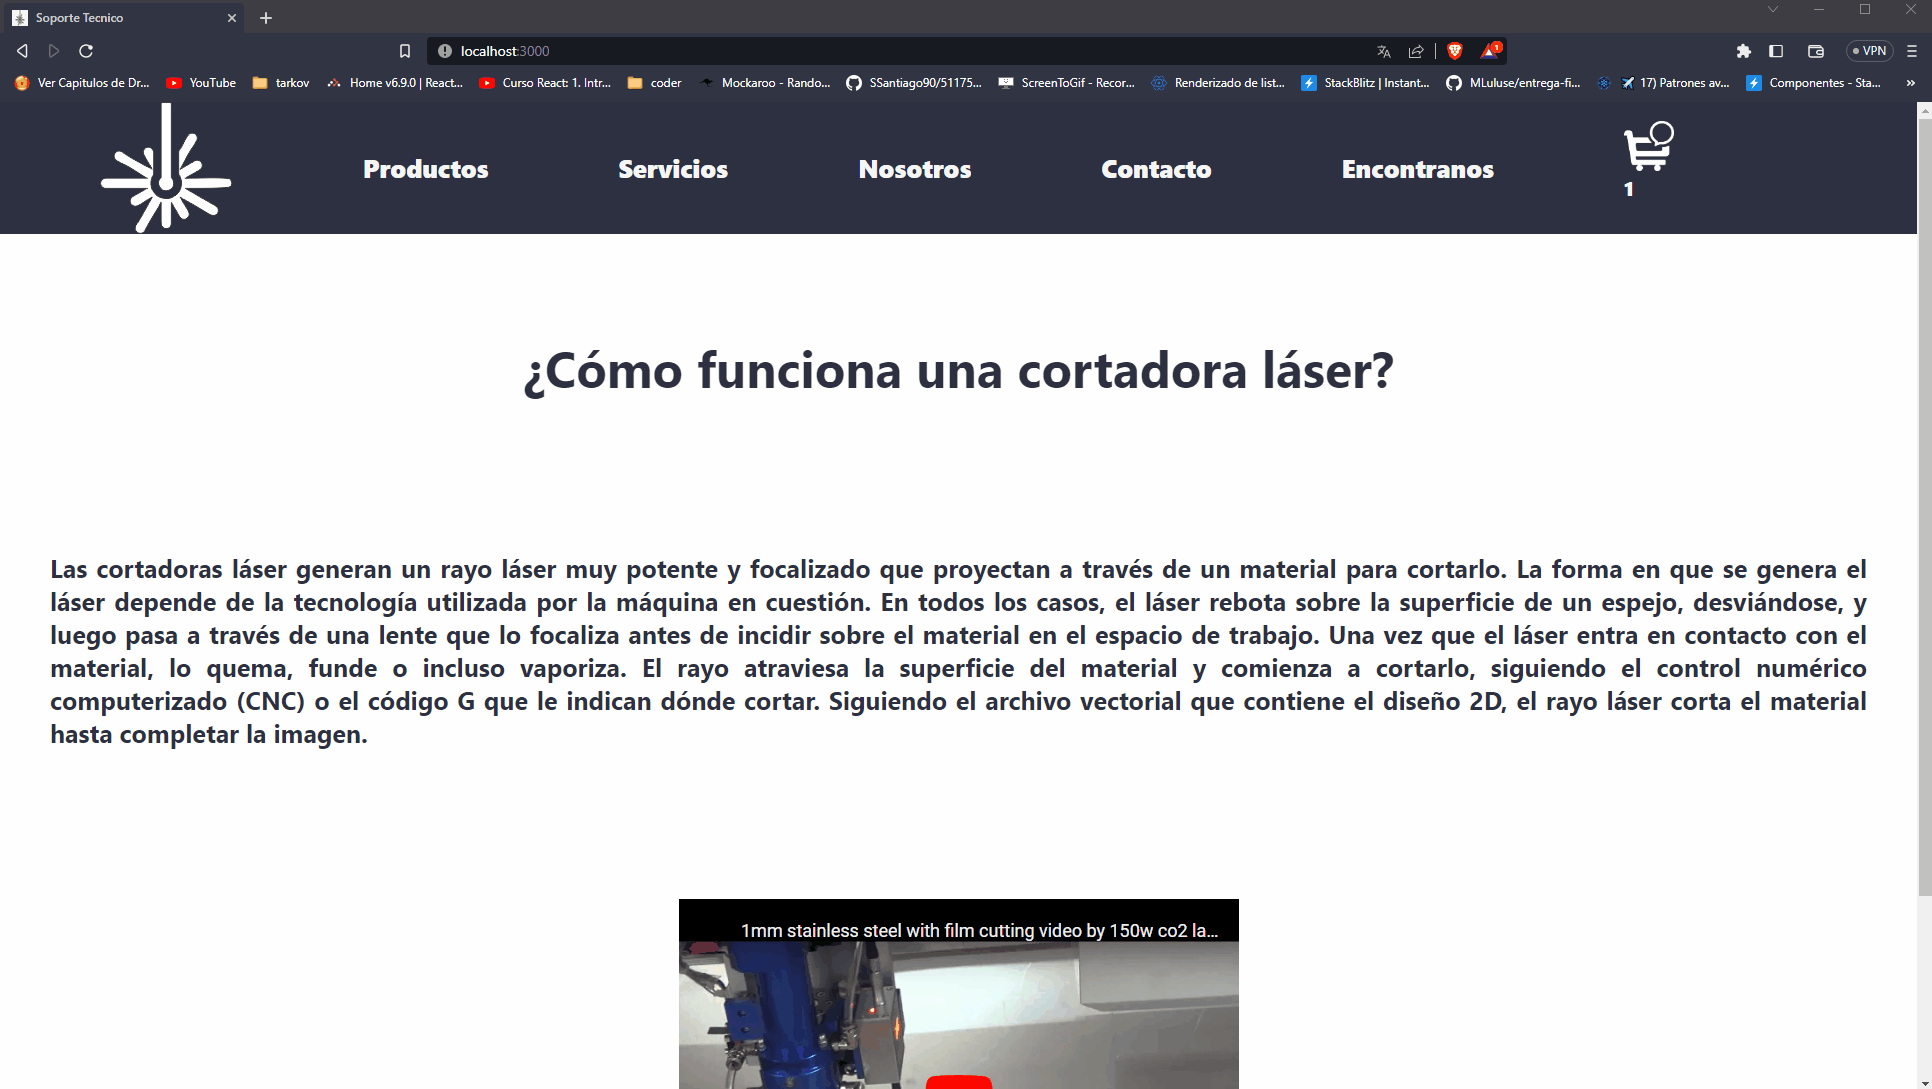 Soporte Tecnico
localhost:3000
1
VPN
Ver Capitulos de Dr...
YouTube
tarkov
Home v6.9.0 | React...
Curso React: 1. Intr...
coder
Mockaroo - Rando...
SSantiago90/51175...
ScreenToGif - Recor...
Renderizado de list...
StackBlitz | Instant...
MLuluse/entrega-fi...
17) Patrones av...
Componentes - Sta...
Productos
Servicios
Nosotros
Contacto
Encontranos
1
¿Cómo funciona una cortadora láser?
Las cortadoras láser generan un rayo láser muy potente y focalizado que proyectan a través de un material para cortarlo. La forma en que se genera el
láser depende de la tecnología utilizada por la máquina en cuestión. En todos los casos, el láser rebota sobre la superficie de un espejo, desviándose, y
luego pasa a través de una lente que lo focaliza antes de incidir sobre el material en el espacio de trabajo. Una vez que el láser entra en contacto con el
material, lo quema, funde o incluso vaporiza. El rayo atraviesa la superficie del material y comienza a cortarlo, siguiendo el control numérico
computerizado (CNC) o el código G que le indican dónde cortar. Siguiendo el archivo vectorial que contiene el diseño 2D, el rayo láser corta el material
hasta completar la imagen.
1mm stainless steel with film cutting video by 150w co2 la...